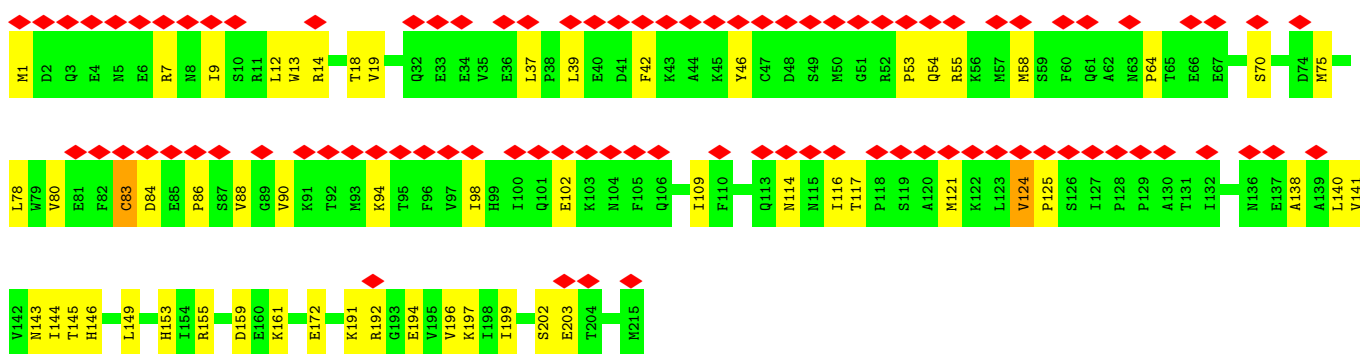 M1 D2 Q3 E4 N5 E6 R7 N8 I9 S10 R11 L12 W13 R14 T18 V19 Q32 E33 E34 V35 E36 L37 P38 L39 E40 D41 F42 K43 A44 K45 Y46 C47 D48 S49 M50 G51 R52 P53 Q54 R55 K56 M57 M58 S59 F60 Q61 A62 N63 P64 T65 E66 E67 S70 D74 M75
L78 W79 V80 E81 F82 C83 D84 E85 P86 S87 V88 G89 V90 K91 T92 M93 K94 T95 F96 V97 I98 H99 I100 Q101 E102 K103 N104 F105 Q106 I109 F110 Q113 N114 N115 I116 T117 P118 S119 A120 M121 K122 L123 V124 P125 S126 I127 P128 P129 A130 T131 I132 N136 E137 A138 A139 L140 V141
V142 N143 I144 T145 H146 L149 H153 I154 R155 D159 E160 K161 E172 K191 R192 G193 E194 V195 V196 K197 I198 I199 S202 E203 T204 M215